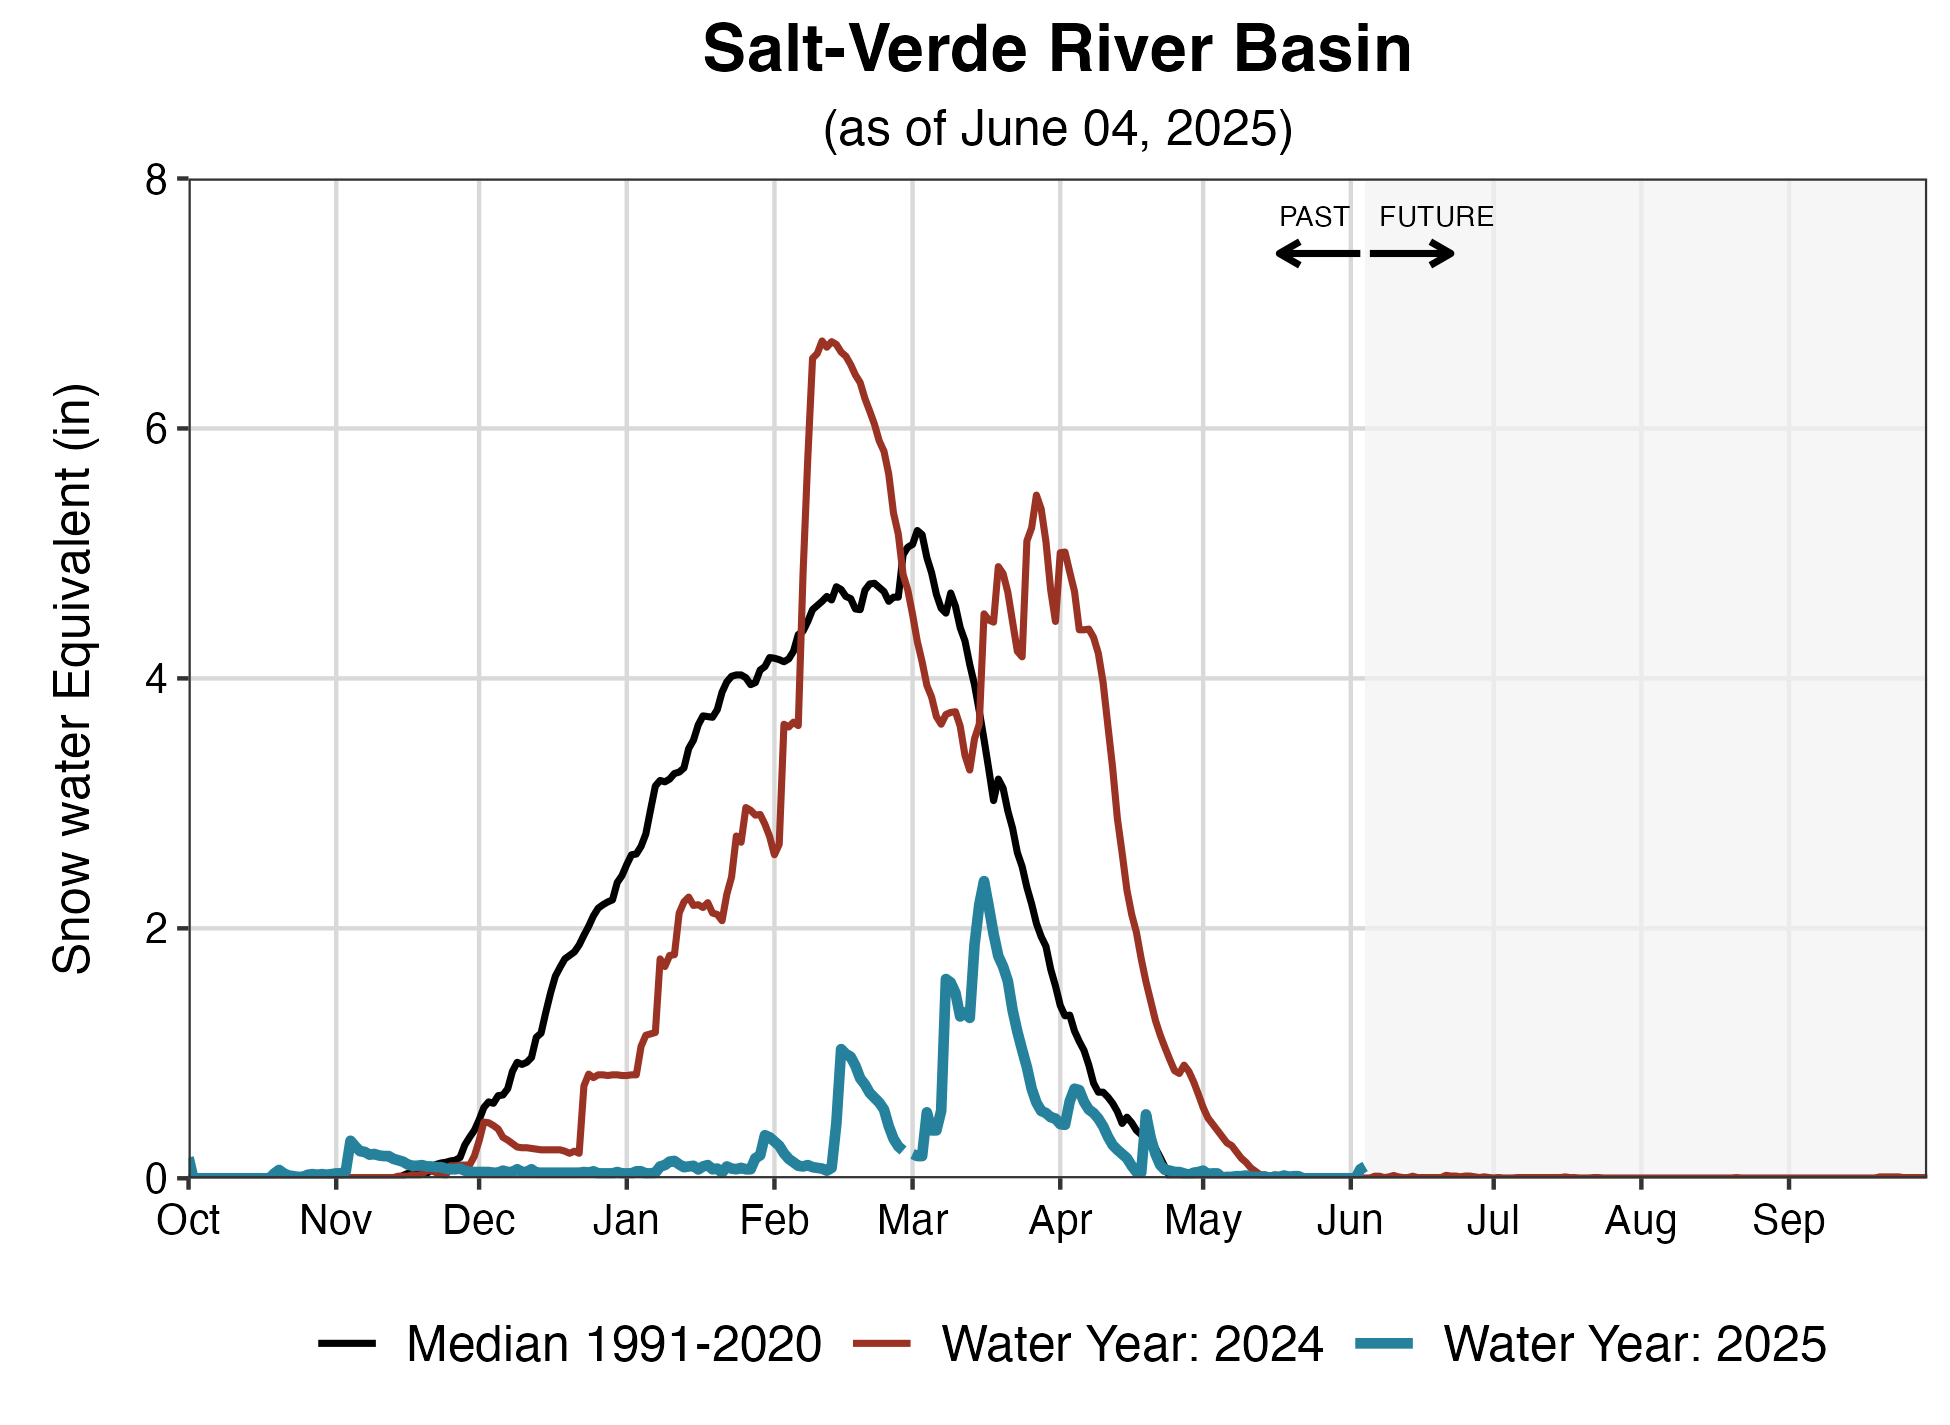 Salt-Verde River Basin
(as of June 04, 2025)
Snow water Equivalent (in)
8
6
4
2
0
PAST FUTURE
Oct Nov Dec Jan Feb Mar Apr May Jun Jul Aug Sep
Median 1991-2020 Water Year: 2024 Water Year: 2025